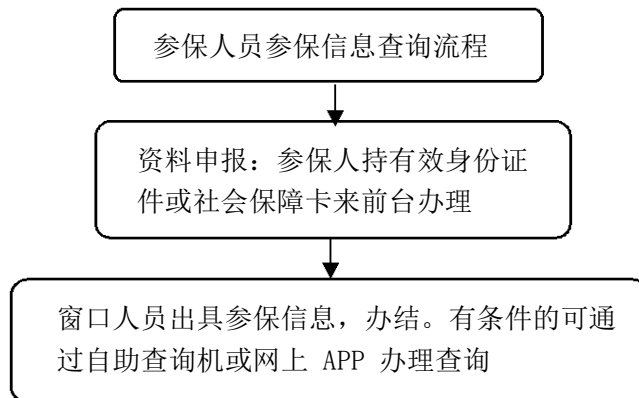 参保人员参保信息查询流程
资料申报：参保人持有效身份证
件或社会保障卡来前台办理
窗口人员出具参保信息，办结。有条件的可通
过自助查询机或网上 APP 办理查询